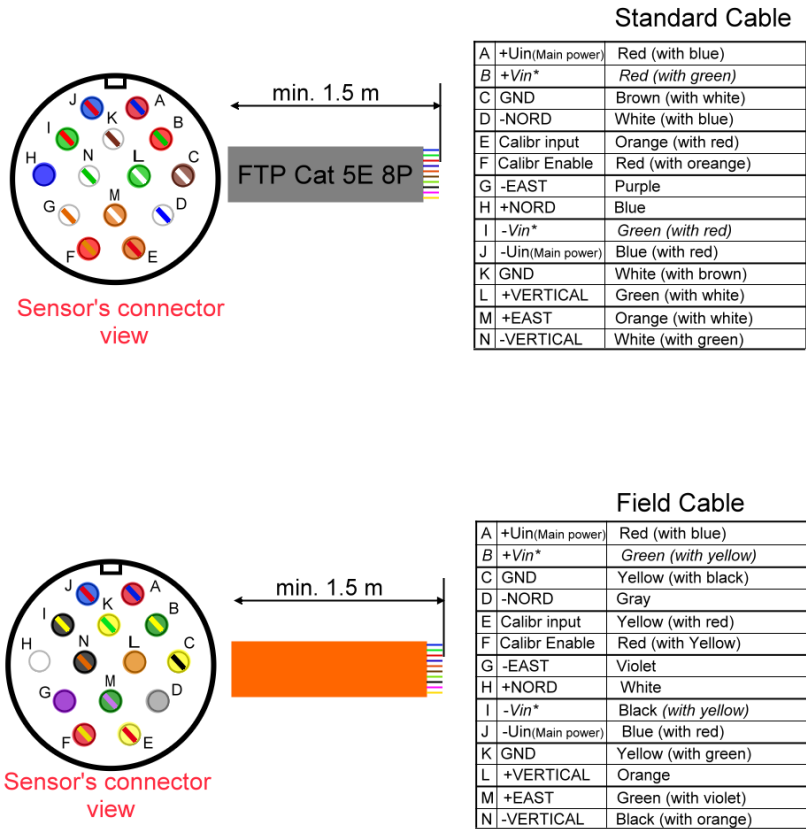 Standard Cable
A +Uin(Main power) Red (with blue)
B +Vin* Red (with green)
C GND Brown (with white)
D -NORD White (with blue)
E Calibr input Orange (with red)
F Calibr Enable Red (with oreange)
G -EAST Purple
H +NORD Blue
I -Vin* Green (with red)
J -Uin(Main power) Blue (with red)
K GND White (with brown)
L +VERTICAL Green (with white)
M +EAST Orange (with white)
N -VERTICAL White (with green)
J A
K
I B
H N L C
M
G D
F E
Sensor's connector
view
min. 1.5 m
FTP Cat 5E 8P
Field Cable
A +Uin(Main power) Red (with blue)
B +Vin* Green (with yellow)
C GND Yellow (with black)
D -NORD Gray
E Calibr input Yellow (with red)
F Calibr Enable Red (with Yellow)
G -EAST Violet
H +NORD White
I -Vin* Black (with yellow)
J -Uin(Main power) Blue (with red)
K GND Yellow (with green)
L +VERTICAL Orange
M +EAST Green (with violet)
N -VERTICAL Black (with orange)
J A
K
I B
H N L C
M
G D
F E
Sensor's connector
view
min. 1.5 m